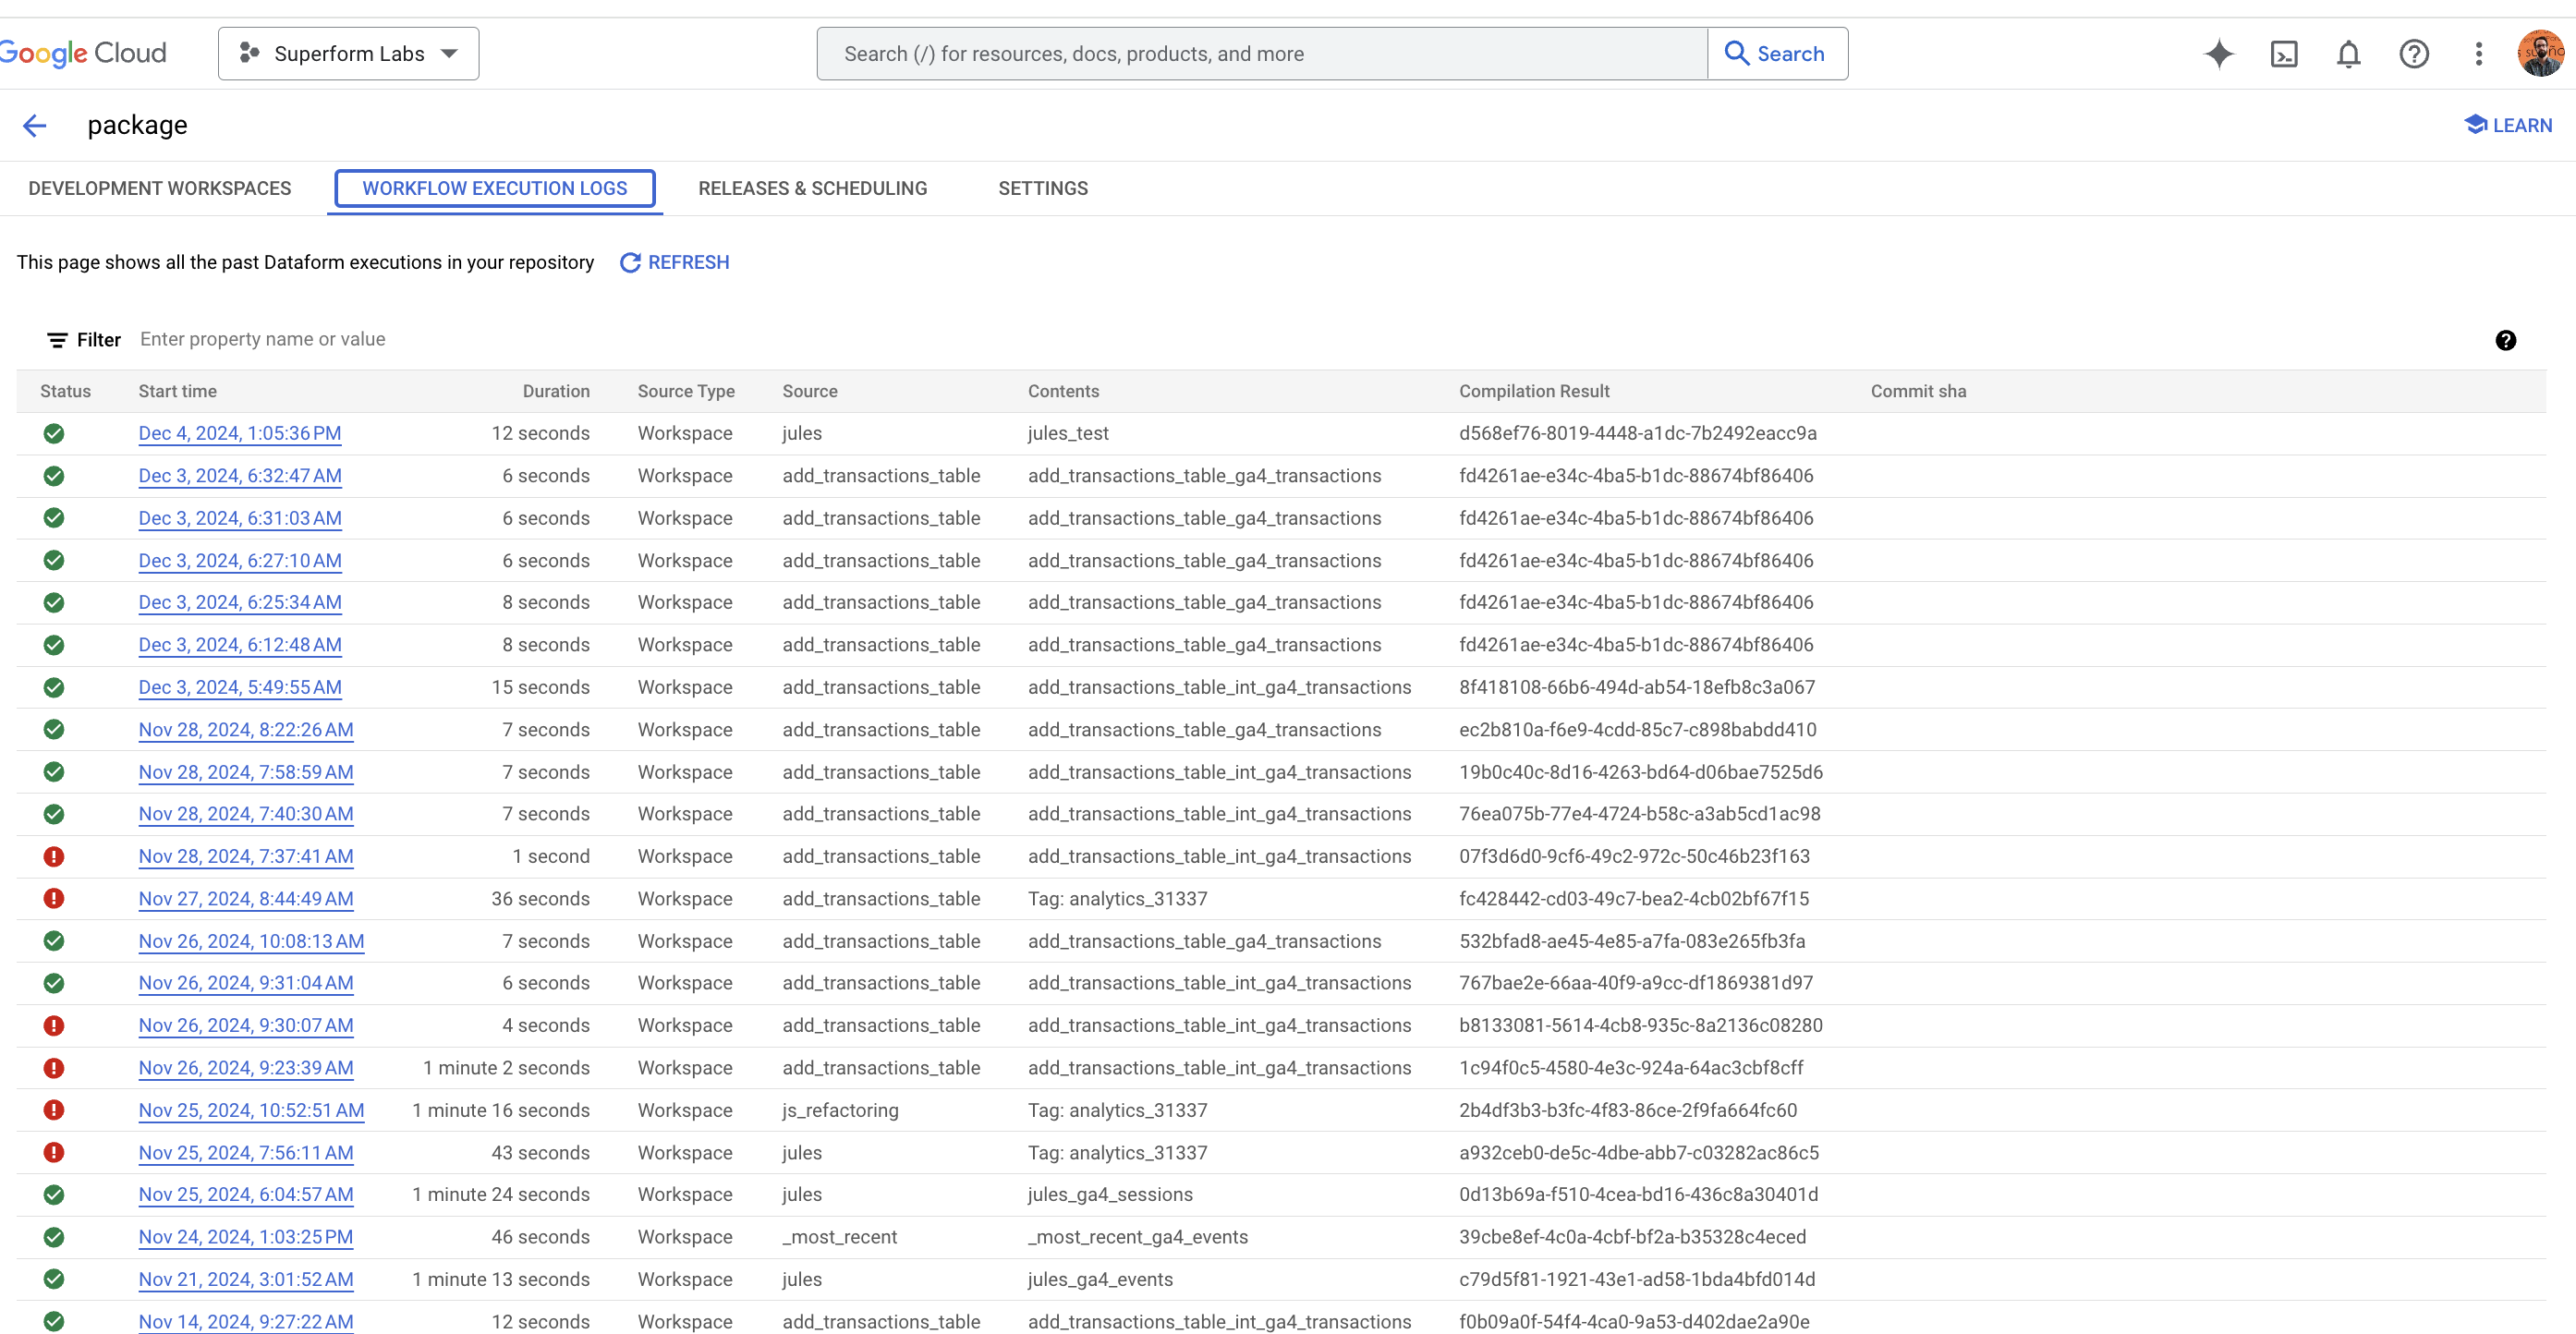 Google Cloud Superform Labs Search (/) for resources, docs, products, and more Search
package LEARN
DEVELOPMENT WORKSPACES WORKFLOW EXECUTION LOGS RELEASES & SCHEDULING SETTINGS
This page shows all the past Dataform executions in your repository REFRESH
Filter Enter property name or value
Status Start time Duration Source Type Source Contents Compilation Result Commit sha
Dec 4, 2024, 1:05:36 PM 12 seconds Workspace jules jules_test d568ef76-8019-4448-a1dc-7b2492eacc9a
Dec 3, 2024, 6:32:47 AM 6 seconds Workspace add_transactions_table add_transactions_table_ga4_transactions fd4261ae-e34c-4ba5-b1dc-88674bf86406
Dec 3, 2024, 6:31:03 AM 6 seconds Workspace add_transactions_table add_transactions_table_ga4_transactions fd4261ae-e34c-4ba5-b1dc-88674bf86406
Dec 3, 2024, 6:27:10 AM 6 seconds Workspace add_transactions_table add_transactions_table_ga4_transactions fd4261ae-e34c-4ba5-b1dc-88674bf86406
Dec 3, 2024, 6:25:34 AM 8 seconds Workspace add_transactions_table add_transactions_table_ga4_transactions fd4261ae-e34c-4ba5-b1dc-88674bf86406
Dec 3, 2024, 6:12:48 AM 8 seconds Workspace add_transactions_table add_transactions_table_ga4_transactions fd4261ae-e34c-4ba5-b1dc-88674bf86406
Dec 3, 2024, 5:49:55 AM 15 seconds Workspace add_transactions_table add_transactions_table_int_ga4_transactions 8f418108-66b6-494d-ab54-18efb8c3a067
Nov 28, 2024, 8:22:26 AM 7 seconds Workspace add_transactions_table add_transactions_table_ga4_transactions ec2b810a-f6e9-4cdd-85c7-c898babdd410
Nov 28, 2024, 7:58:59 AM 7 seconds Workspace add_transactions_table add_transactions_table_int_ga4_transactions 19b0c40c-8d16-4263-bd64-d06bae7525d6
Nov 28, 2024, 7:40:30 AM 7 seconds Workspace add_transactions_table add_transactions_table_int_ga4_transactions 76ea075b-77e4-4724-b58c-a3ab5cd1ac98
Nov 28, 2024, 7:37:41 AM 1 second Workspace add_transactions_table add_transactions_table_int_ga4_transactions 07f3d6d0-9cf6-49c2-972c-50c46b23f163
Nov 27, 2024, 8:44:49 AM 36 seconds Workspace add_transactions_table Tag: analytics_31337 fc428442-cd03-49c7-bea2-4cb02bf67f15
Nov 26, 2024, 10:08:13 AM 7 seconds Workspace add_transactions_table add_transactions_table_ga4_transactions 532bfad8-ae45-4e85-a7fa-083e265fb3fa
Nov 26, 2024, 9:31:04 AM 6 seconds Workspace add_transactions_table add_transactions_table_int_ga4_transactions 767bae2e-66aa-40f9-a9cc-df1869381d97
Nov 26, 2024, 9:30:07 AM 4 seconds Workspace add_transactions_table add_transactions_table_int_ga4_transactions b8133081-5614-4cb8-935c-8a2136c08280
Nov 26, 2024, 9:23:39 AM 1 minute 2 seconds Workspace add_transactions_table add_transactions_table_int_ga4_transactions 1c94f0c5-4580-4e3c-924a-64ac3cbf8cff
Nov 25, 2024, 10:52:51 AM 1 minute 16 seconds Workspace js_refactoring Tag: analytics_31337 2b4df3b3-b3fc-4f83-86ce-2f9fa664fc60
Nov 25, 2024, 7:56:11 AM 43 seconds Workspace jules Tag: analytics_31337 a932ceb0-de5c-4dbe-abb7-c03282ac86c5
Nov 25, 2024, 6:04:57 AM 1 minute 24 seconds Workspace jules jules_ga4_sessions 0d13b69a-f510-4cea-bd16-436c8a30401d
Nov 24, 2024, 1:03:25 PM 46 seconds Workspace _most_recent _most_recent_ga4_events 39cbe8ef-4c0a-4cbf-bf2a-b35328c4eced
Nov 21, 2024, 3:01:52 AM 1 minute 13 seconds Workspace jules jules_ga4_events c79d5f81-1921-43e1-ad58-1bda4bfd014d
Nov 14, 2024, 9:27:22 AM 12 seconds Workspace add_transactions_table add_transactions_table_int_ga4_transactions f0b09a0f-54f4-4ca0-9a53-d402dae2a90e